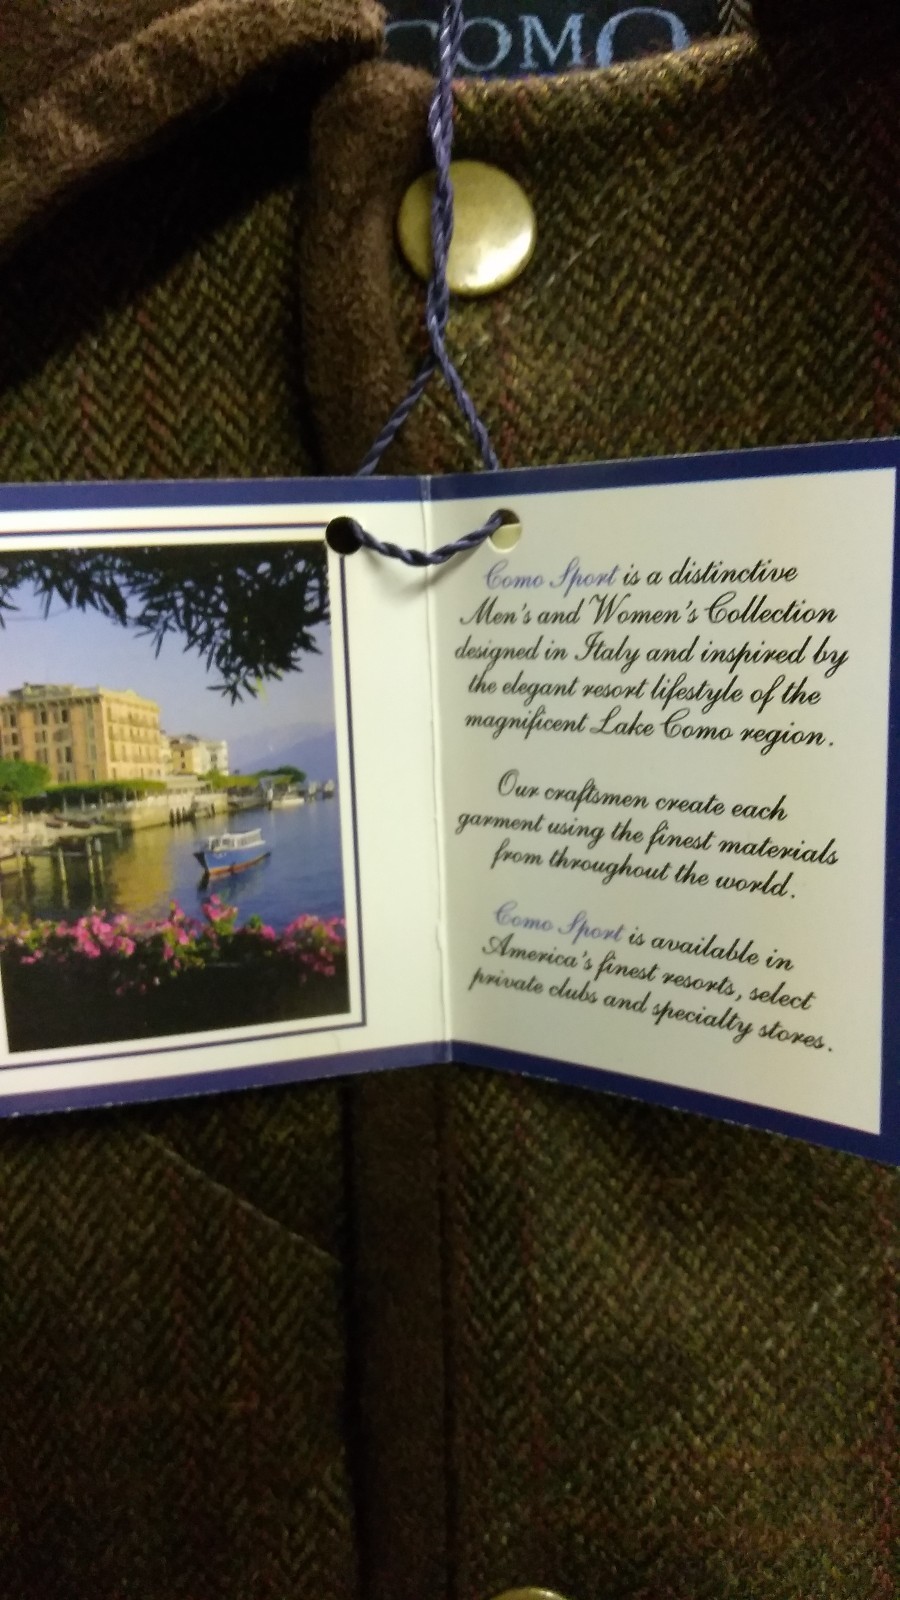 COMO
Como Sport is a distinctive
Men's and Women's Collection
designed in Italy and inspired by
the elegant resort lifestyle of the
magnificent Lake Como region.
Our craftsmen create each
garment using the finest materials
from throughout the world.
Como Sport is available in
America's finest resorts, select
private clubs and specialty stores.